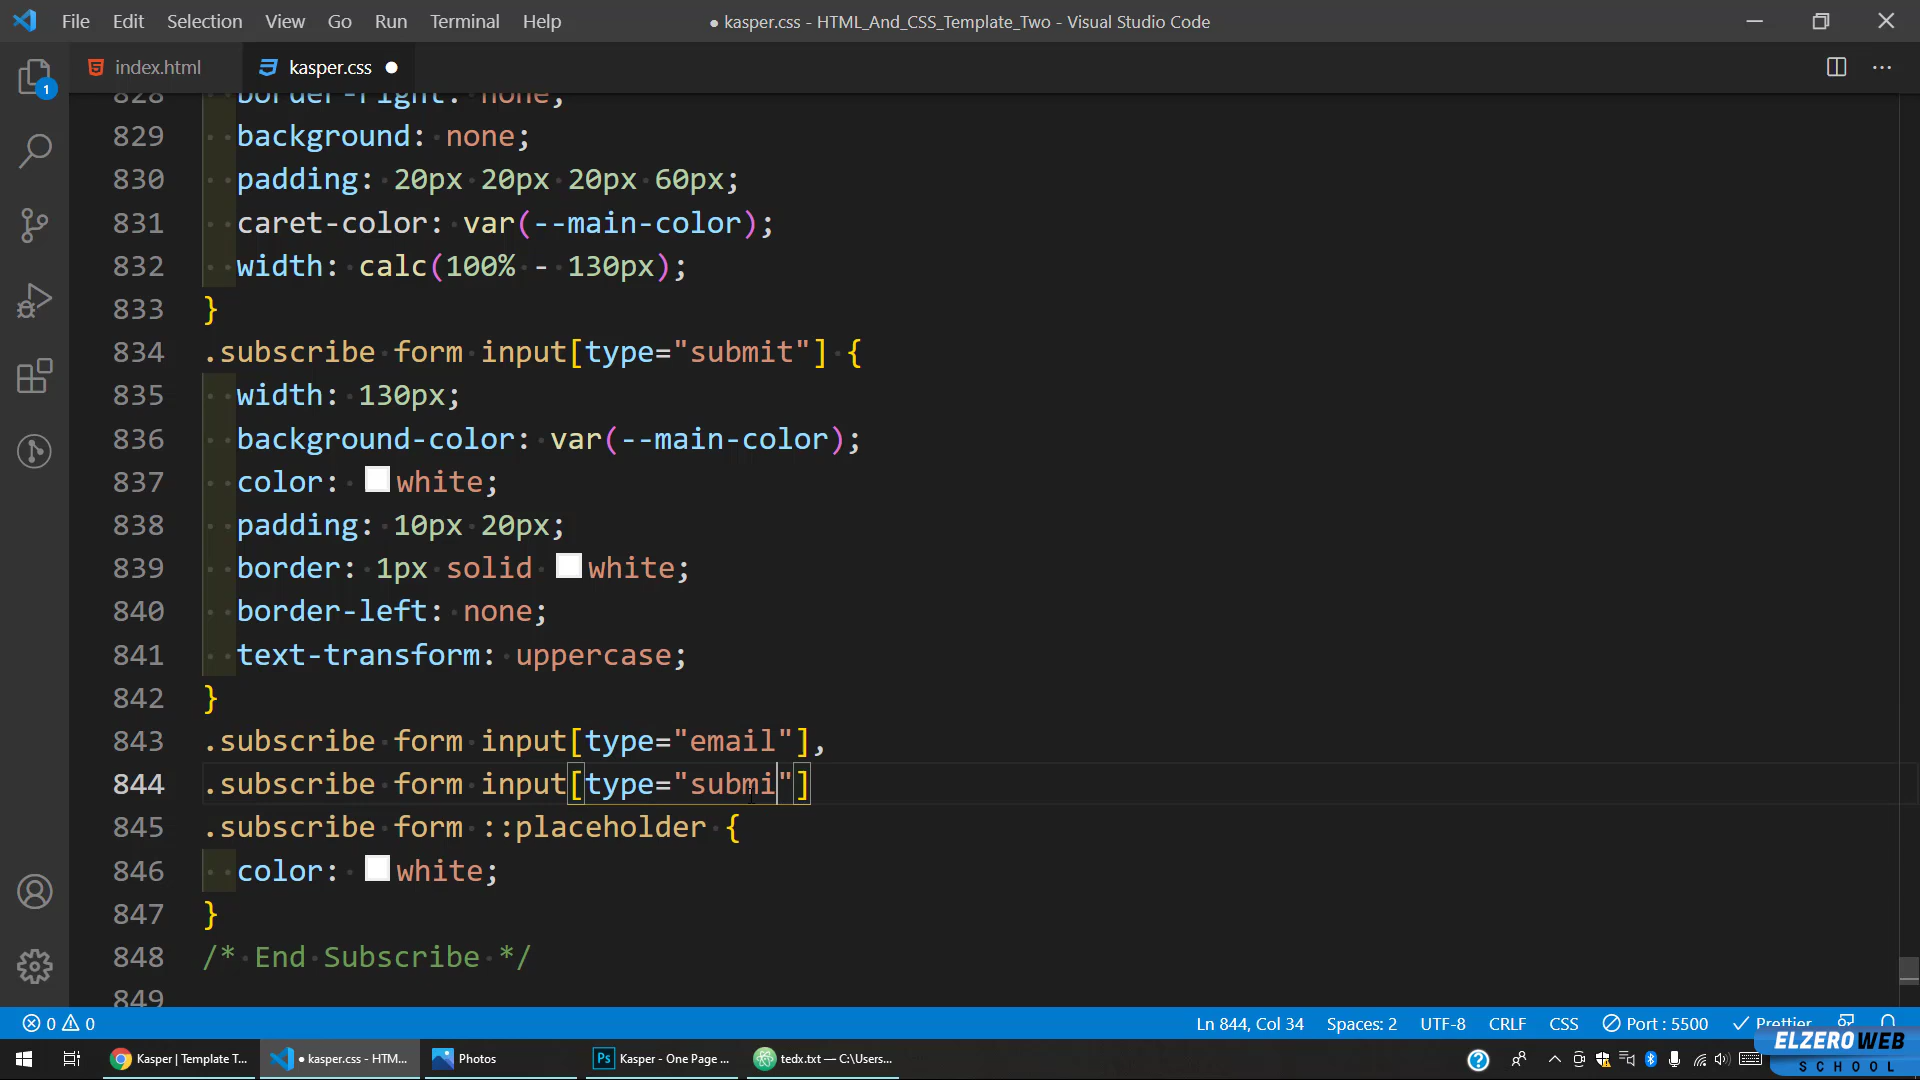 File Edit Selection View Go Run Terminal Help
● kasper.css - HTML_And_CSS_Template_Two - Visual Studio Code
index.html
kasper.css
1
828 border-right: none;
829 background: none;
830 padding: 20px 20px 20px 60px;
831 caret-color: var(--main-color);
832 width: calc(100% - 130px);
833 }
834 .subscribe form input[type="submit"] {
835 width: 130px;
836 background-color: var(--main-color);
837 color: white;
838 padding: 10px 20px;
839 border: 1px solid white;
840 border-left: none;
841 text-transform: uppercase;
842 }
843 .subscribe form input[type="email"],
844 .subscribe form input[type="submi"]
845 .subscribe form ::placeholder {
846 color: white;
847 }
848 /* End Subscribe */
849
0 0
Ln 844, Col 34 Spaces: 2 UTF-8 CRLF CSS Port : 5500 Prettier
Kasper | Template T...
● kasper.css - HTM...
Photos
Kasper - One Page ...
tedx.txt — C:\Users...
ELZEROWEB
SCHOOL